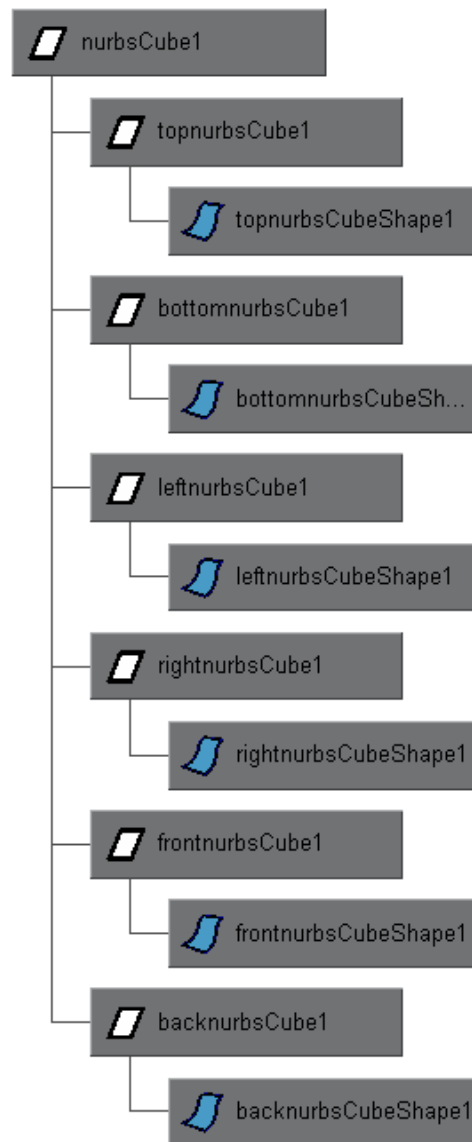 nurbsCube1
topnurbsCube1
topnurbsCubeShape1
bottomnurbsCube1
bottomnurbsCubeSh...
leftnurbsCube1
leftnurbsCubeShape1
rightnurbsCube1
rightnurbsCubeShape1
frontnurbsCube1
frontnurbsCubeShape1
backnurbsCube1
backnurbsCubeShape1